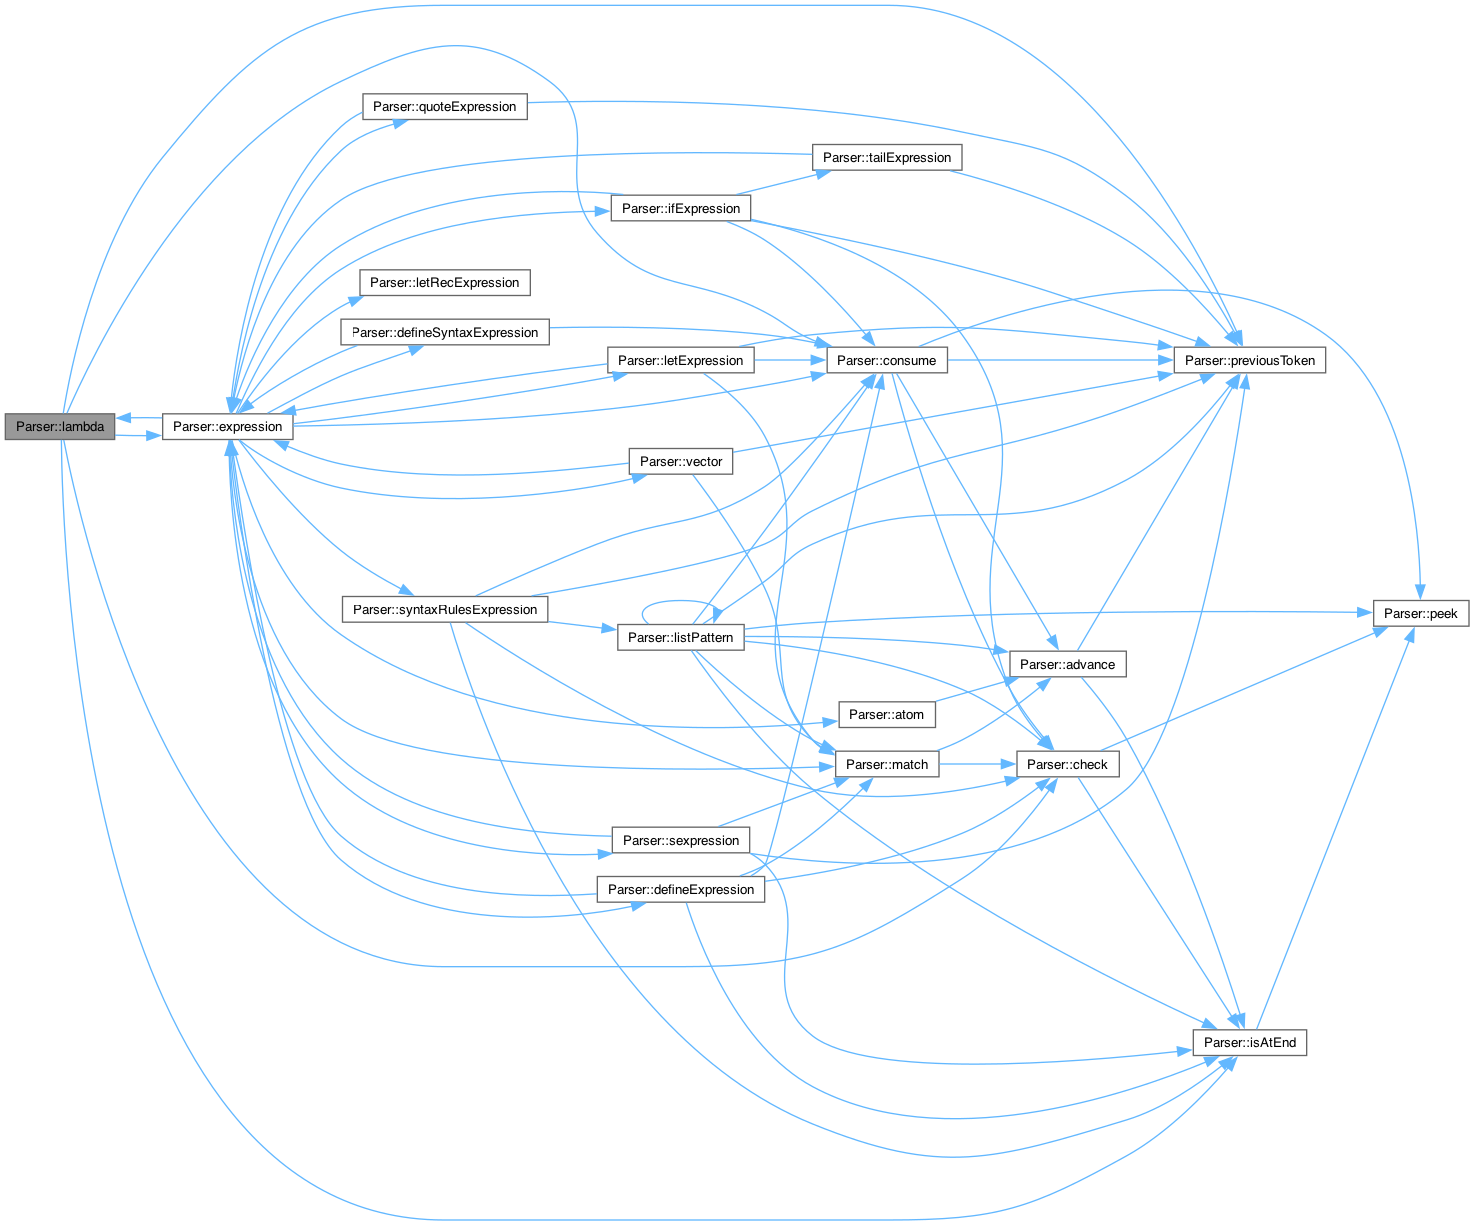 Parser::quoteExpression
Parser::tailExpression
Parser::ifExpression
Parser::letRecExpression
Parser::defineSyntaxExpression
Parser::letExpression
Parser::consume
Parser::previousToken
Parser::lambda
Parser::expression
Parser::vector
Parser::syntaxRulesExpression
Parser::listPattern
Parser::peek
Parser::advance
Parser::atom
Parser::match
Parser::check
Parser::sexpression
Parser::defineExpression
Parser::isAtEnd